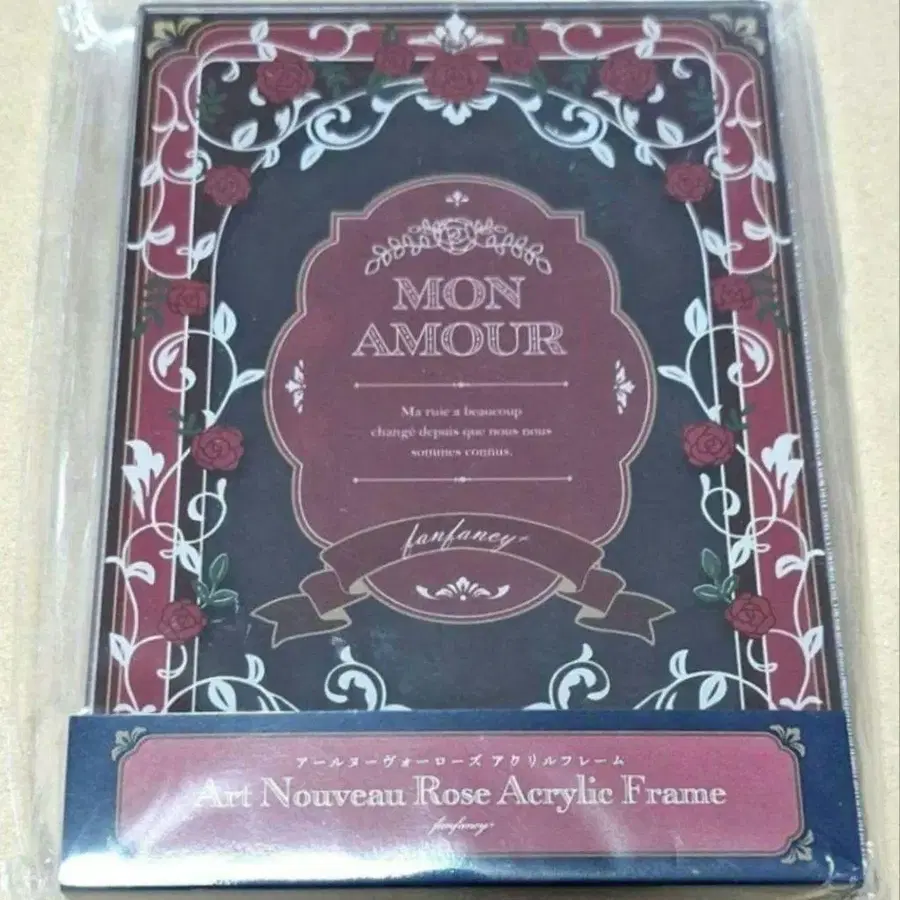 MON
AMOUR
Ma ruie a beaucoup
changé depuis que nous nous
sommes connus.
fanfancy+
アールヌーヴォーローズ アクリルフレーム
Art Nouveau Rose Acrylic Frame
fanfancy+